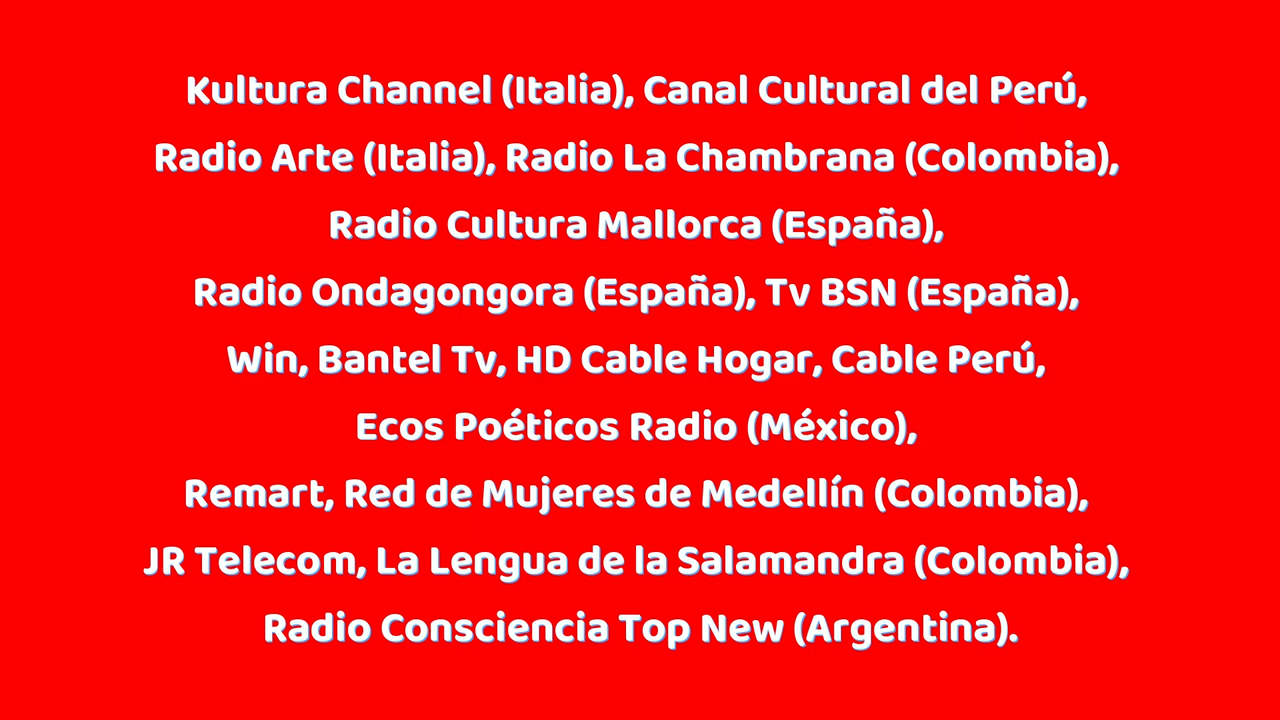 Kultura Channel (Italia), Canal Cultural del Perú,
Radio Arte (Italia), Radio La Chambrana (Colombia),
Radio Cultura Mallorca (España),
Radio Ondagongora (España), Tv BSN (España),
Win, Bantel Tv, HD Cable Hogar, Cable Perú,
Ecos Poéticos Radio (México),
Remart, Red de Mujeres de Medellín (Colombia),
JR Telecom, La Lengua de la Salamandra (Colombia),
Radio Consciencia Top New (Argentina).